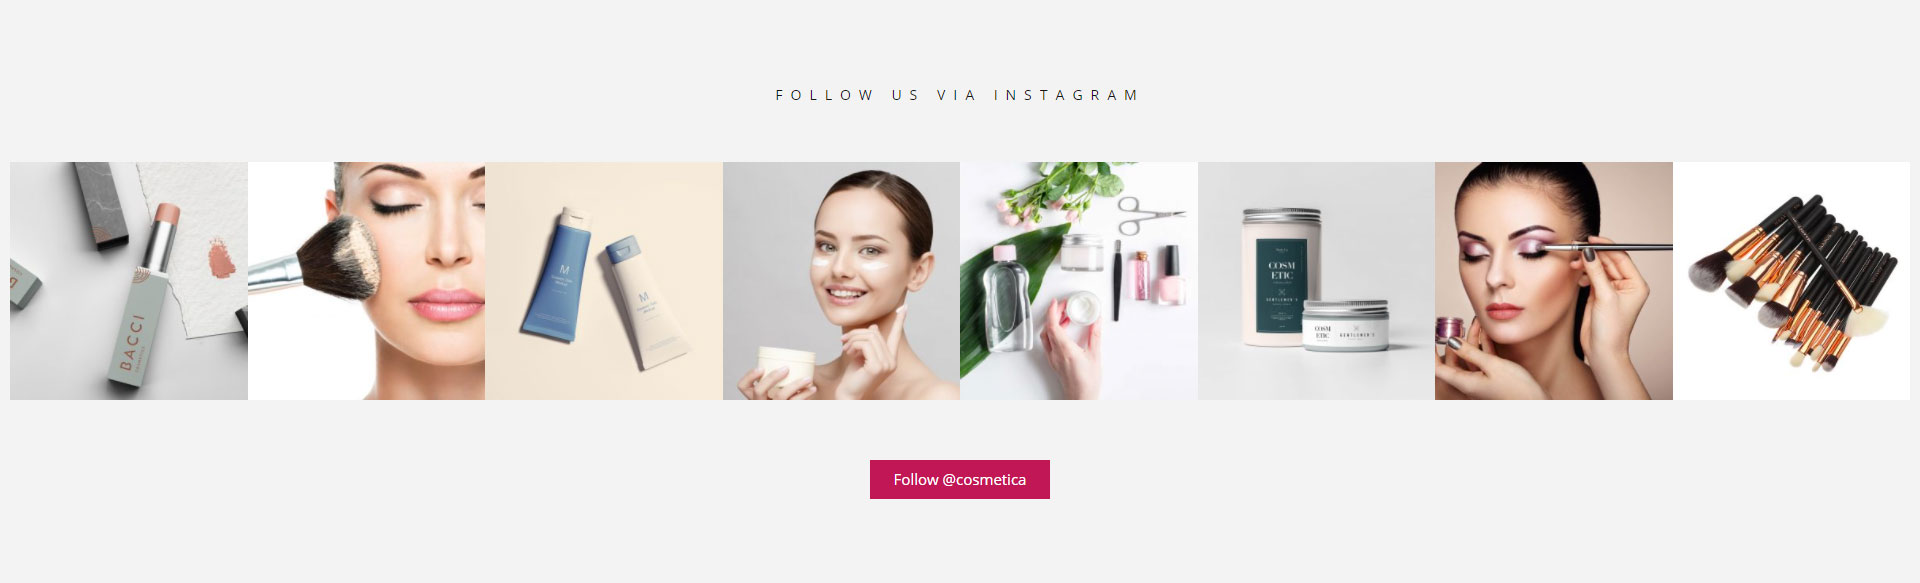 FOLLOW US VIA INSTAGRAM
BACCI
M
M
COSM
ETIC
GENTLEMEN'S
COSM
ETIC
GENTLEMEN'S
Follow @cosmetica